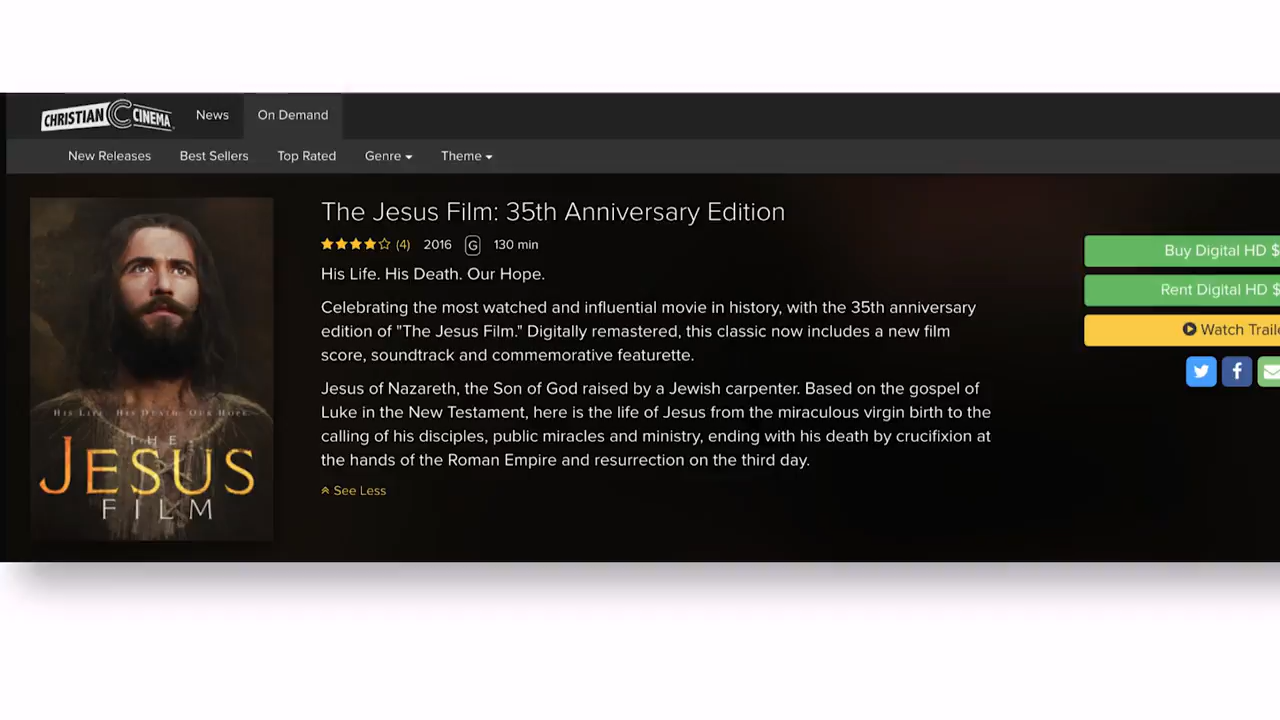 CHRISTIAN CINEMA
News
On Demand
New Releases
Best Sellers
Top Rated
Genre
Theme
The Jesus Film: 35th Anniversary Edition
(4) 2016 G 130 min
His Life. His Death. Our Hope.
Celebrating the most watched and influential movie in history, with the 35th anniversary
edition of "The Jesus Film." Digitally remastered, this classic now includes a new film
score, soundtrack and commemorative featurette.
Jesus of Nazareth, the Son of God raised by a Jewish carpenter. Based on the gospel of
Luke in the New Testament, here is the life of Jesus from the miraculous virgin birth to the
calling of his disciples, public miracles and ministry, ending with his death by crucifixion at
the hands of the Roman Empire and resurrection on the third day.
See Less
His Life. His Death. Our Hope.
THE
JESUS
FILM
Buy Digital HD $
Rent Digital HD $
Watch Traile